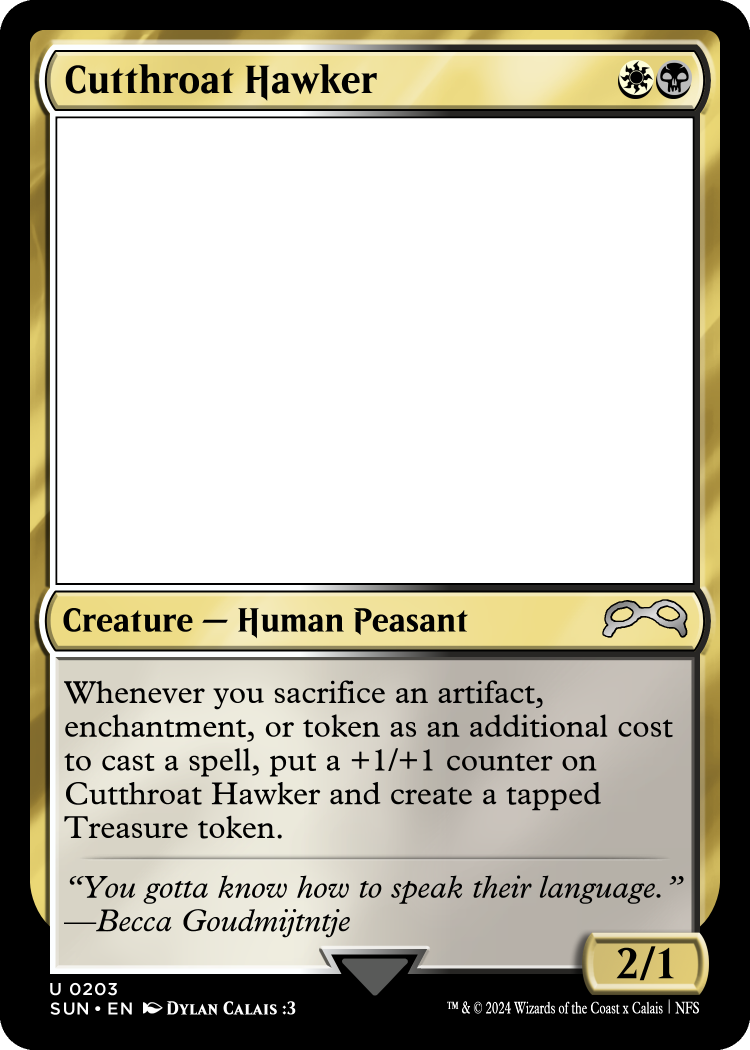 Cutthroat Hawker
Creature — Human Peasant
Whenever you sacrifice an artifact,
enchantment, or token as an additional cost
to cast a spell, put a +1/+1 counter on
Cutthroat Hawker and create a tapped
Treasure token.
“You gotta know how to speak their language.”
—Becca Goudmijtntje
2/1
U 0203
SUN • EN DYLAN CALAIS :3
™ & © 2024 Wizards of the Coast x Calais | NFS